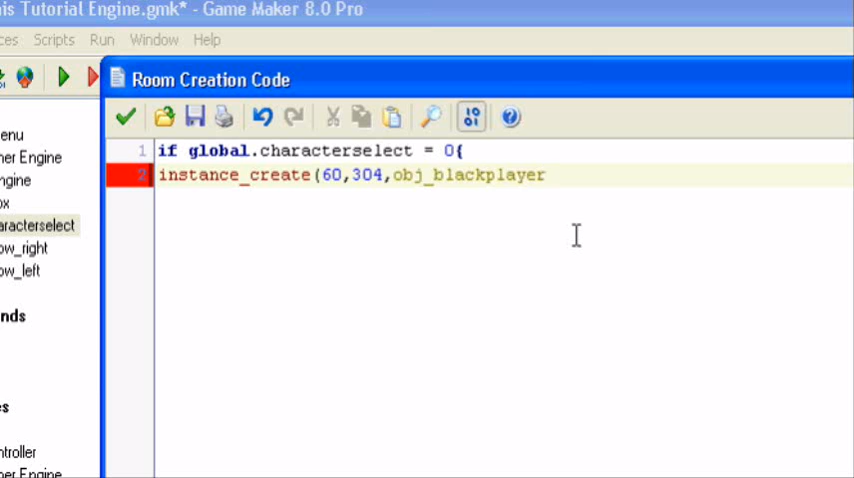 is Tutorial Engine.gmk* - Game Maker 8.0 Pro
ces Scripts Run Window Help
Room Creation Code
enu
1 if global.characterselect = 0{
ner Engine
2 instance_create(60,304,obj_blackplayer
ngine
ox
aracterselect
ow_right
ow_left
nds
es
ntroller
ner Engine